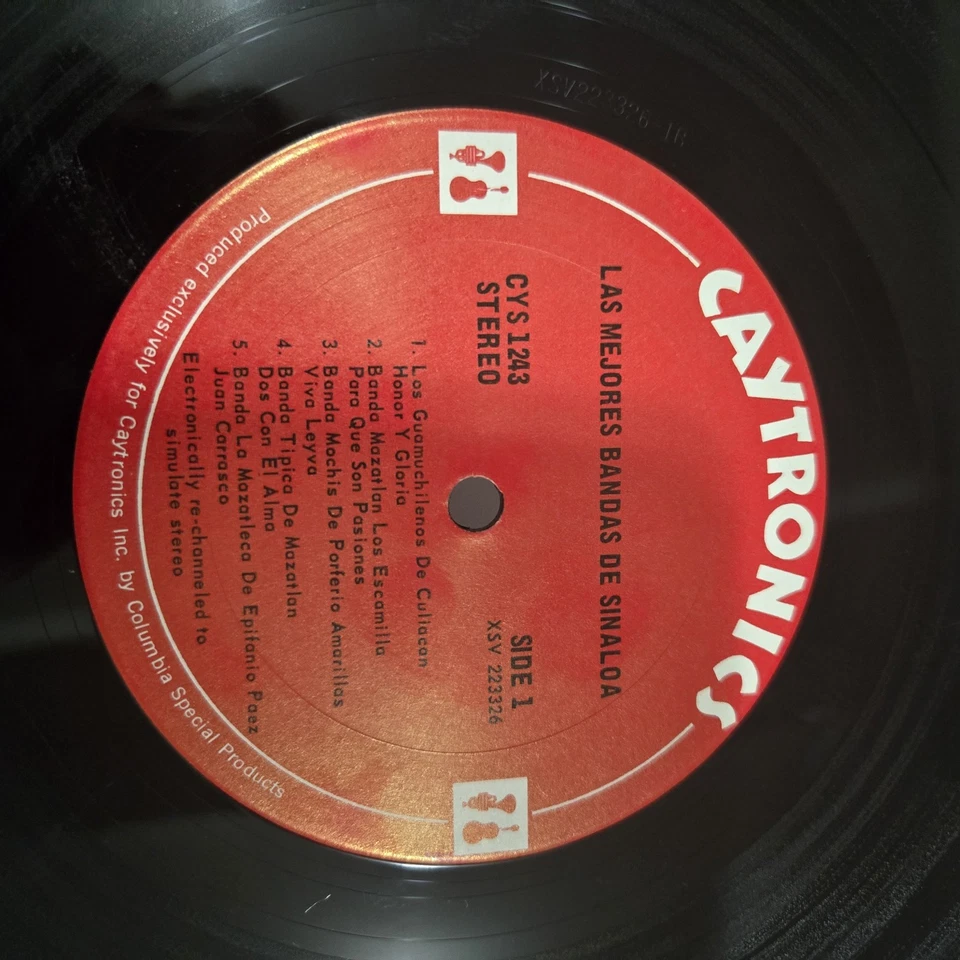 CAYTRONICS
LAS MEJORES BANDAS DE SINALOA
CYS 1243
STEREO
SIDE 1
XSV 223326
1. Los Guamuchilenos De Culiacan
Honor Y Gloria
2. Banda Mazatlan Los Escamilla
Para Que Son Pasiones
3. Banda Mochis De Porferio Amarillas
Viva Leyva
4. Banda Tipica De Mazatlan
Dos Con El Alma
5. Banda La Mazatleca De Epifanio Paez
Juan Carrasco
Electronically re-channeled to
simulate stereo
Produced exclusively for Caytronics Inc. by Columbia Special Products